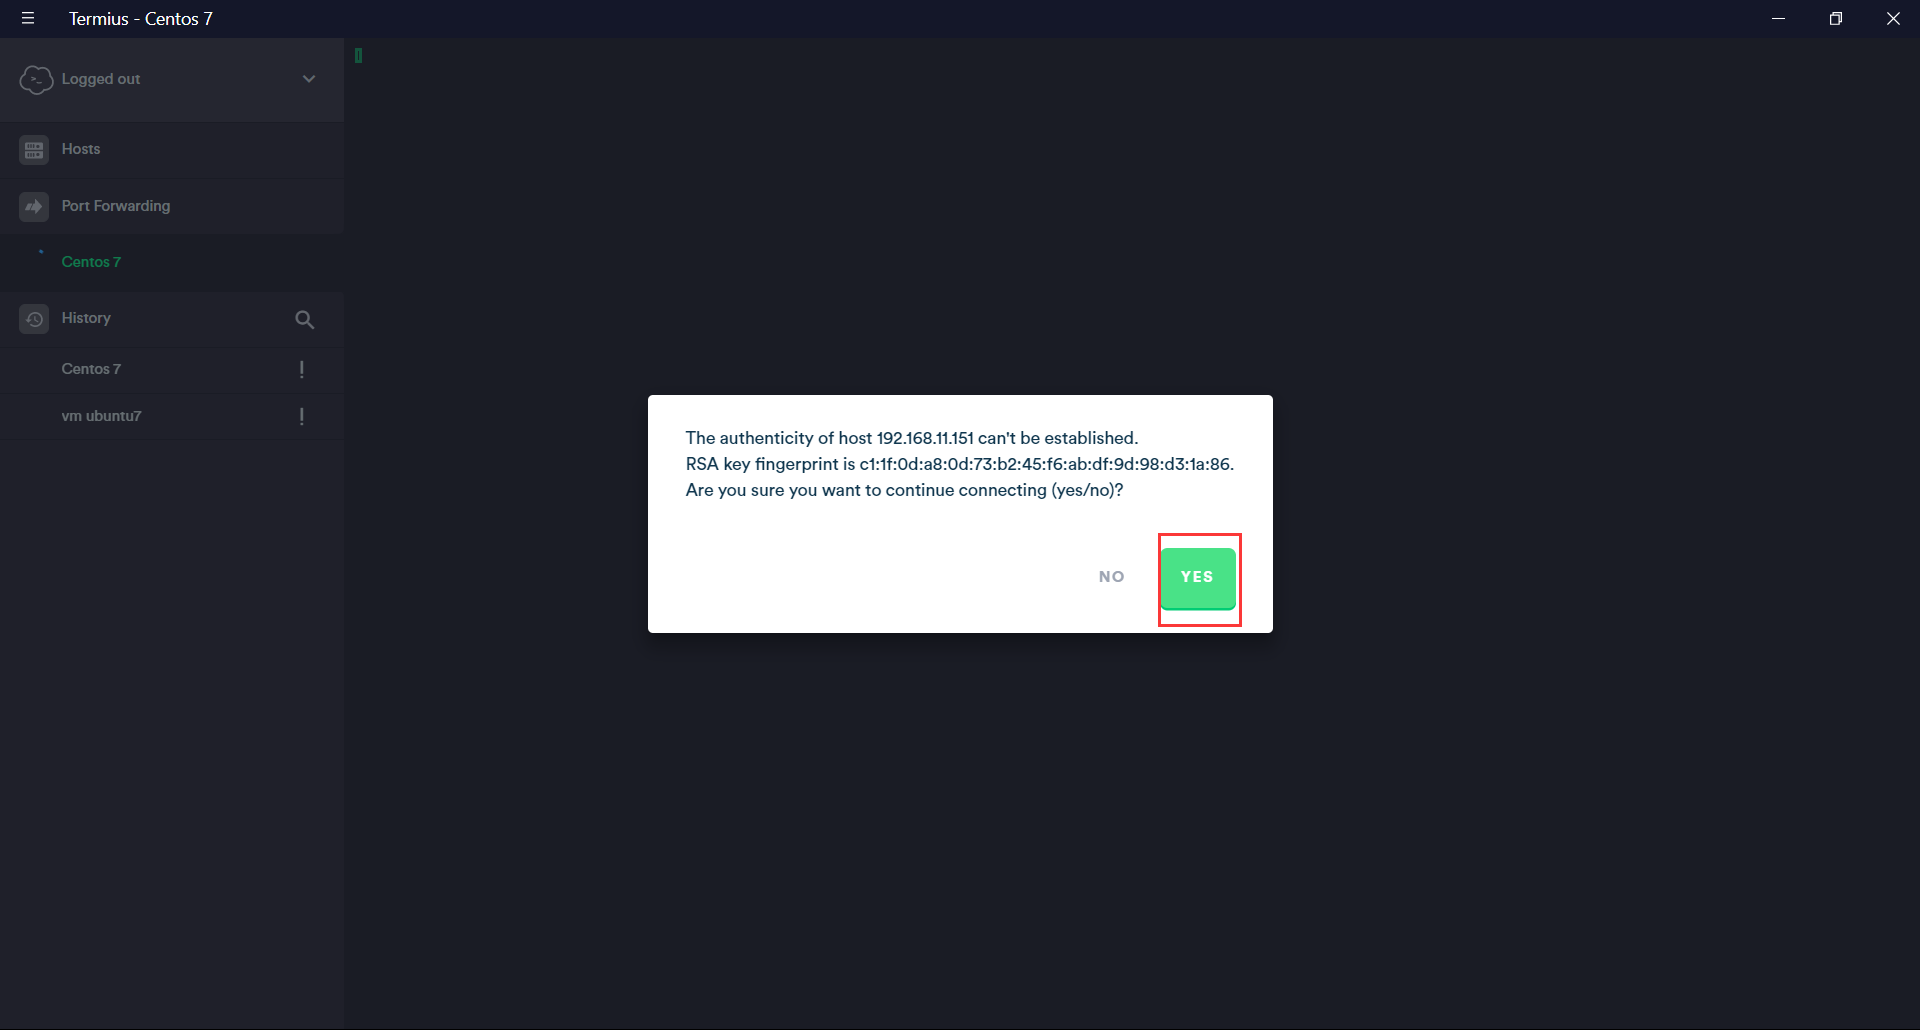 Termius - Centos 7
Logged out
Hosts
Port Forwarding
Centos 7
History
Centos 7 !
vm ubuntu7 !
The authenticity of host 192.168.11.151 can't be established.
RSA key fingerprint is c1:1f:0d:a8:0d:73:b2:45:f6:ab:df:9d:98:d3:1a:86.
Are you sure you want to continue connecting (yes/no)?
NO YES